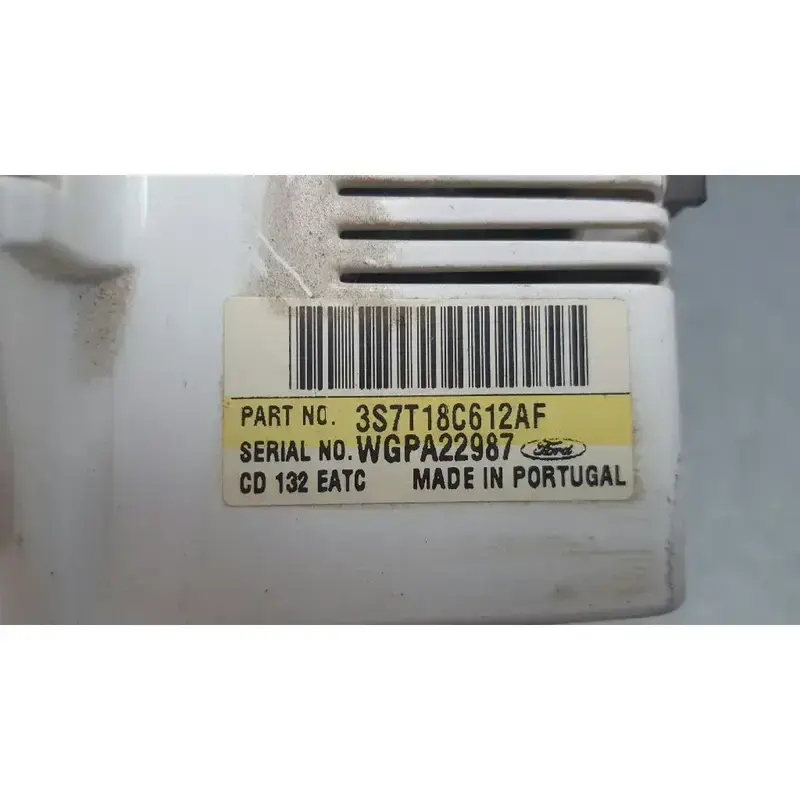 PART NO. 3S7T18C612AF
SERIAL NO. WGPA22987 Ford
CD 132 EATC MADE IN PORTUGAL